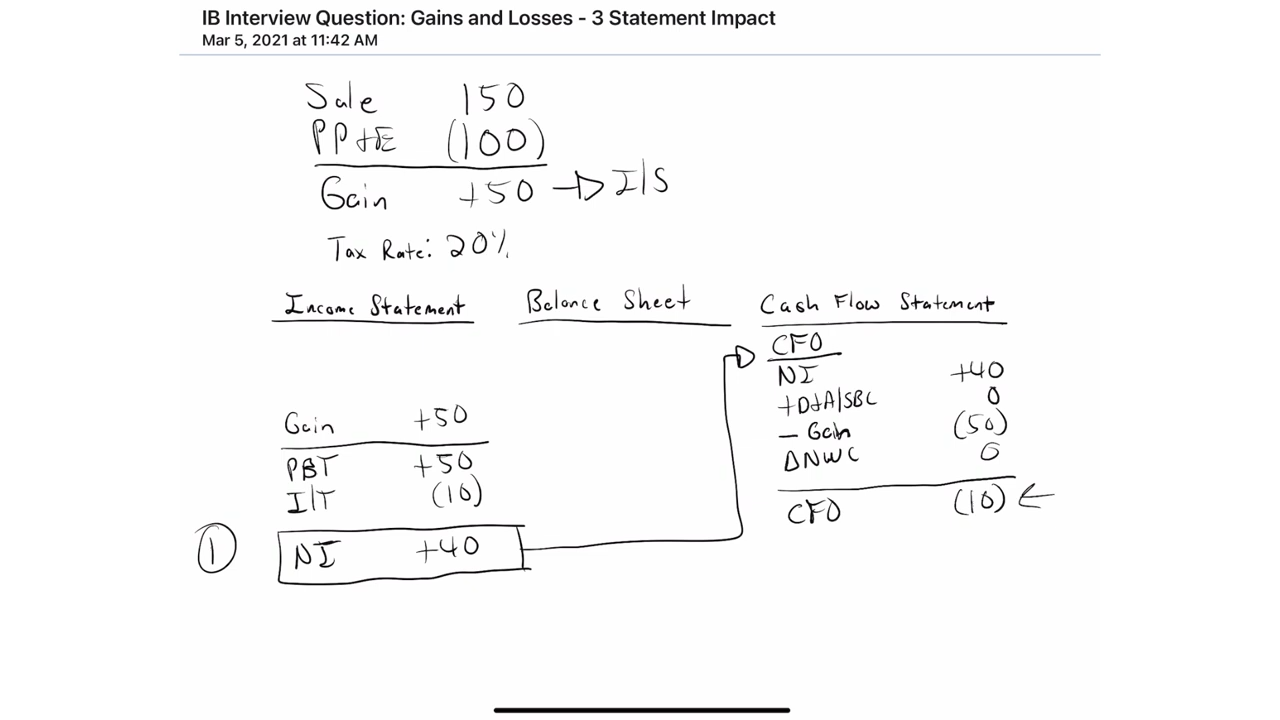 IB Interview Question: Gains and Losses - 3 Statement Impact
Mar 5, 2021 at 11:42 AM
Sale 150
PP+E (100)
Gain +50 → I/S
Tax Rate: 20%
Income Statement
Gain +50
PBT +50
I/T (10)
① NI +40
Balance Sheet
Cash Flow Statement
CFO
NI +40
+D+A/SBC 0
- Gain (50)
ΔNWC 0
CFO (10) ←